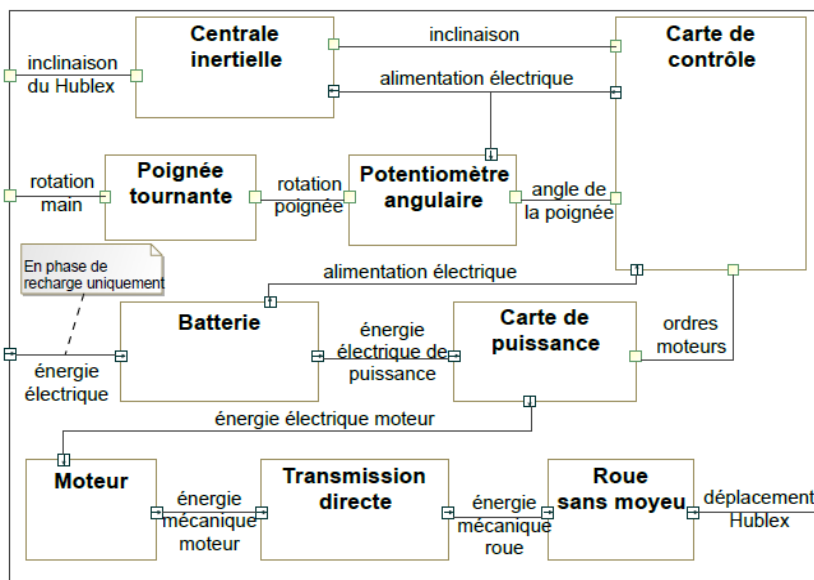 Centrale
inertielle
inclinaison
Carte de
contrôle
inclinaison
du Hublex
alimentation électrique
rotation
main
Poignée
tournante
rotation
poignée
Potentiomètre
angulaire
angle de
la poignée
En phase de
recharge uniquement
alimentation électrique
énergie
électrique
Batterie
énergie
électrique de
puissance
Carte de
puissance
ordres
moteurs
énergie électrique moteur
Moteur
énergie
mécanique
moteur
Transmission
directe
énergie
mécanique
roue
Roue
sans moyeu
déplacement
Hublex